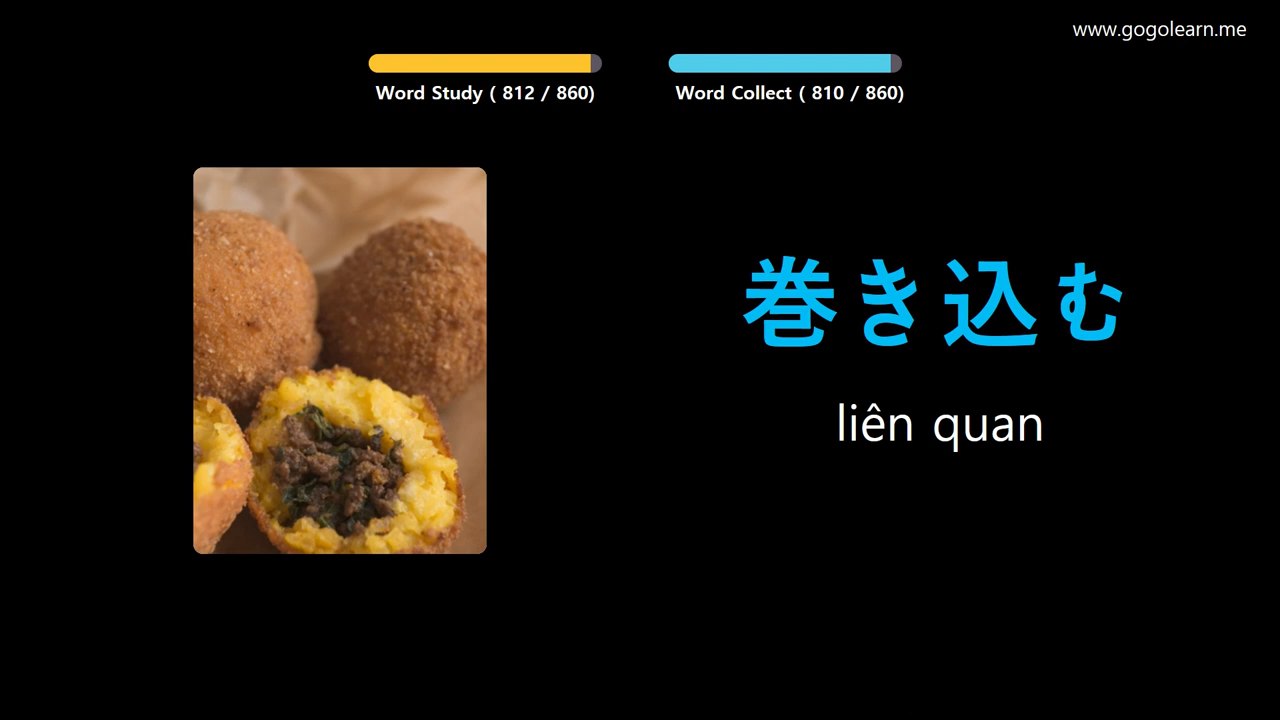 www.gogolearn.me
Word Study ( 812 / 860)
Word Collect ( 810 / 860)
巻き込む
liên quan